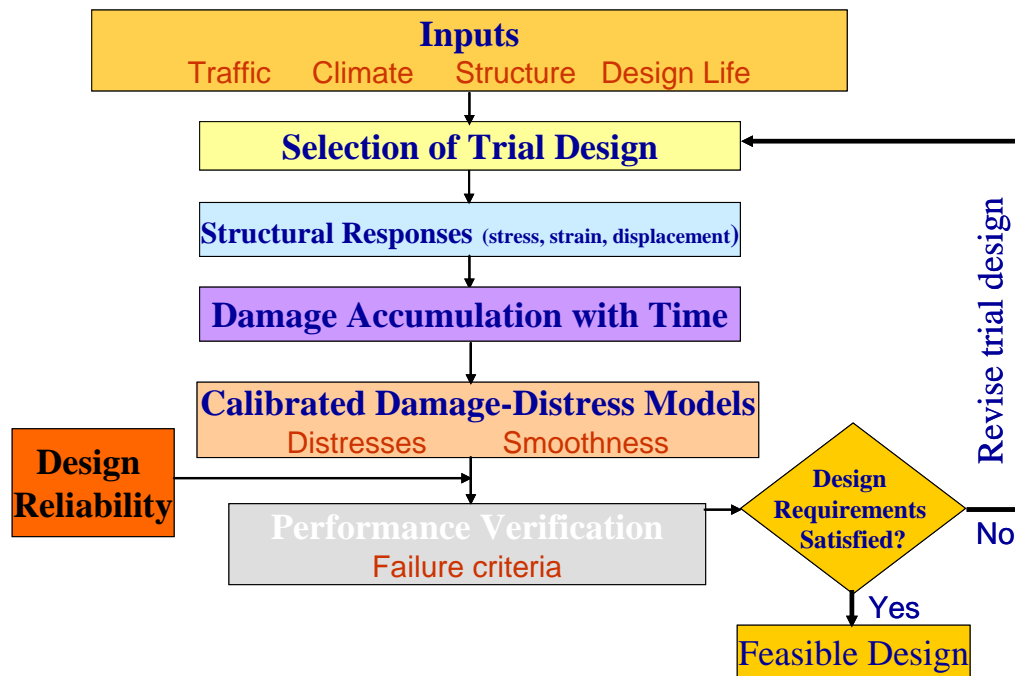 Inputs
Traffic Climate Structure Design Life
Selection of Trial Design
Structural Responses (stress, strain, displacement)
Damage Accumulation with Time
Calibrated Damage-Distress Models
Distresses Smoothness
Design
Reliability
Performance Verification
Failure criteria
Design
Requirements
Satisfied?
No
Revise trial design
Yes
Feasible Design